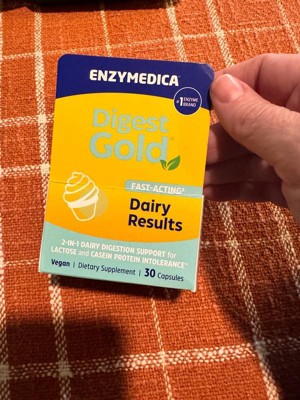 ENZYMEDICA
#1 ENZYME
BRAND
Digest
Gold
FAST-ACTING
Dairy
Results
2-IN-1 DAIRY DIGESTION SUPPORT for
LACTOSE and CASEIN PROTEIN INTOLERANCE
Vegan | Dietary Supplement | 30 Capsules